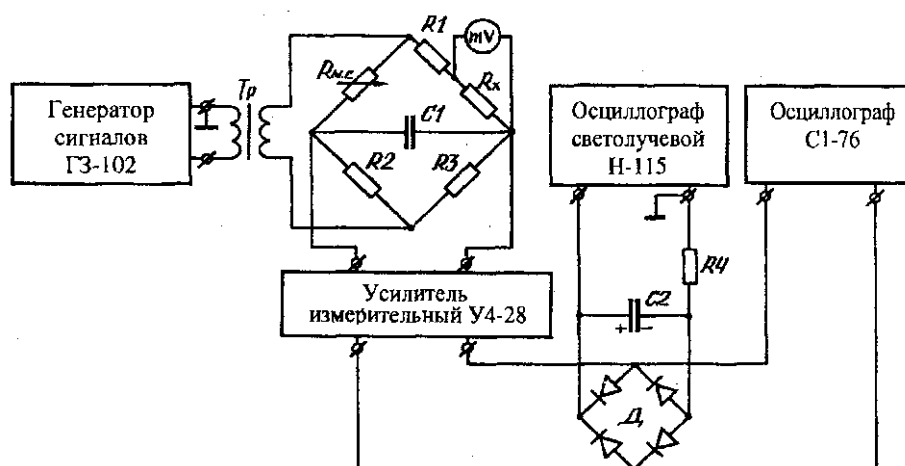 Генератор
сигналов
ГЗ-102
Тр
Rм.с.
R1
mV
Rx
C1
R2
R3
Усилитель
измерительный У4-28
Осциллограф
светолучевой
Н-115
Осциллограф
С1-76
R4
C2
+ −
Д